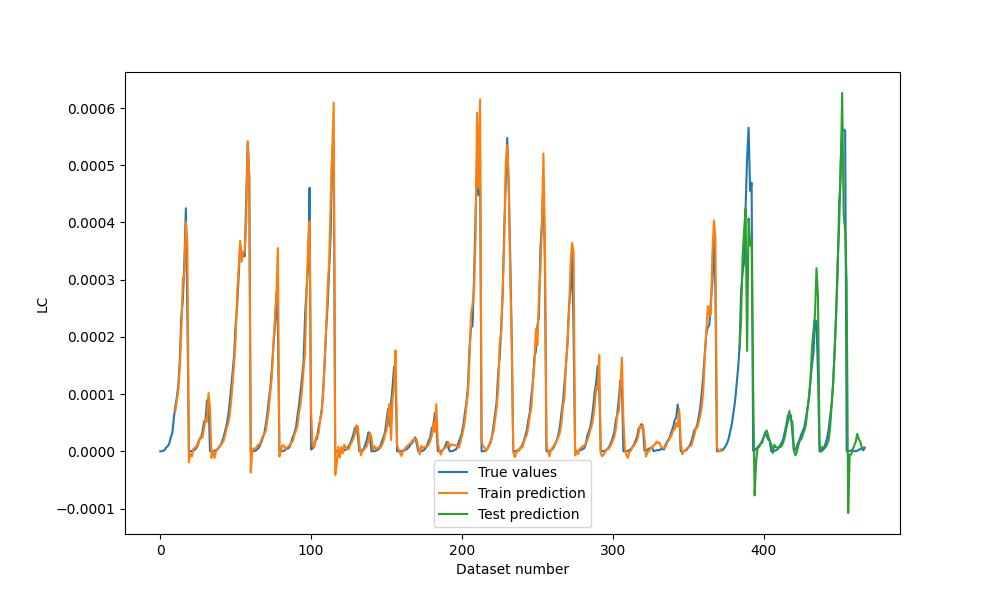 0.0006
0.0005
0.0004
0.0003
0.0002
0.0001
0.0000
−0.0001
LC
0 100 200 300 400
Dataset number
True values
Train prediction
Test prediction